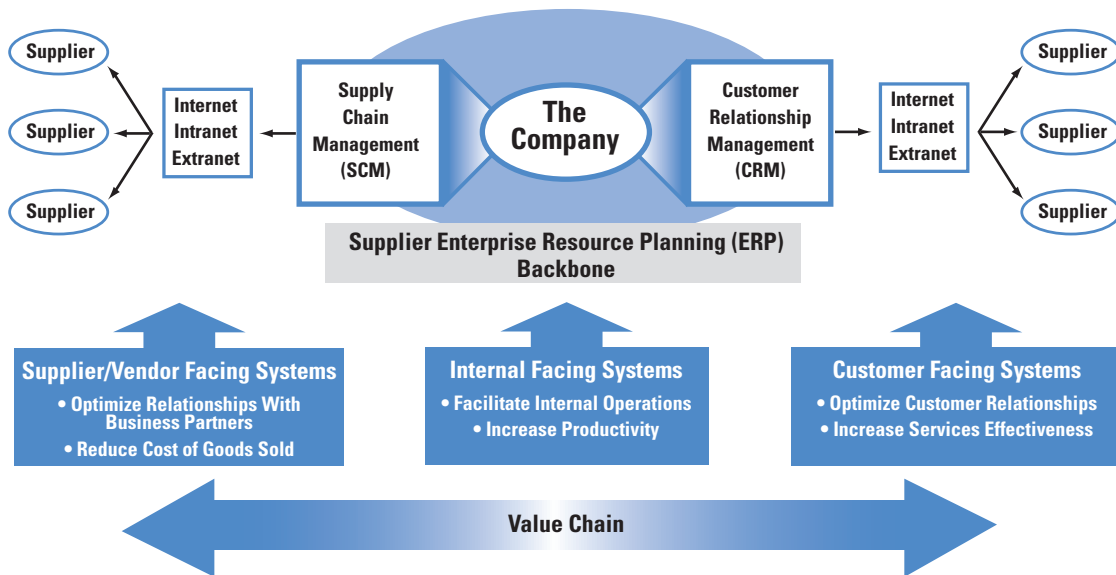 Supplier
Supplier
Supplier
Internet
Intranet
Extranet
Supply
Chain
Management
(SCM)
The
Company
Customer
Relationship
Management
(CRM)
Internet
Intranet
Extranet
Supplier
Supplier
Supplier
Supplier Enterprise Resource Planning (ERP)
Backbone
Supplier/Vendor Facing Systems
• Optimize Relationships With
Business Partners
• Reduce Cost of Goods Sold
Internal Facing Systems
• Facilitate Internal Operations
• Increase Productivity
Customer Facing Systems
• Optimize Customer Relationships
• Increase Services Effectiveness
Value Chain